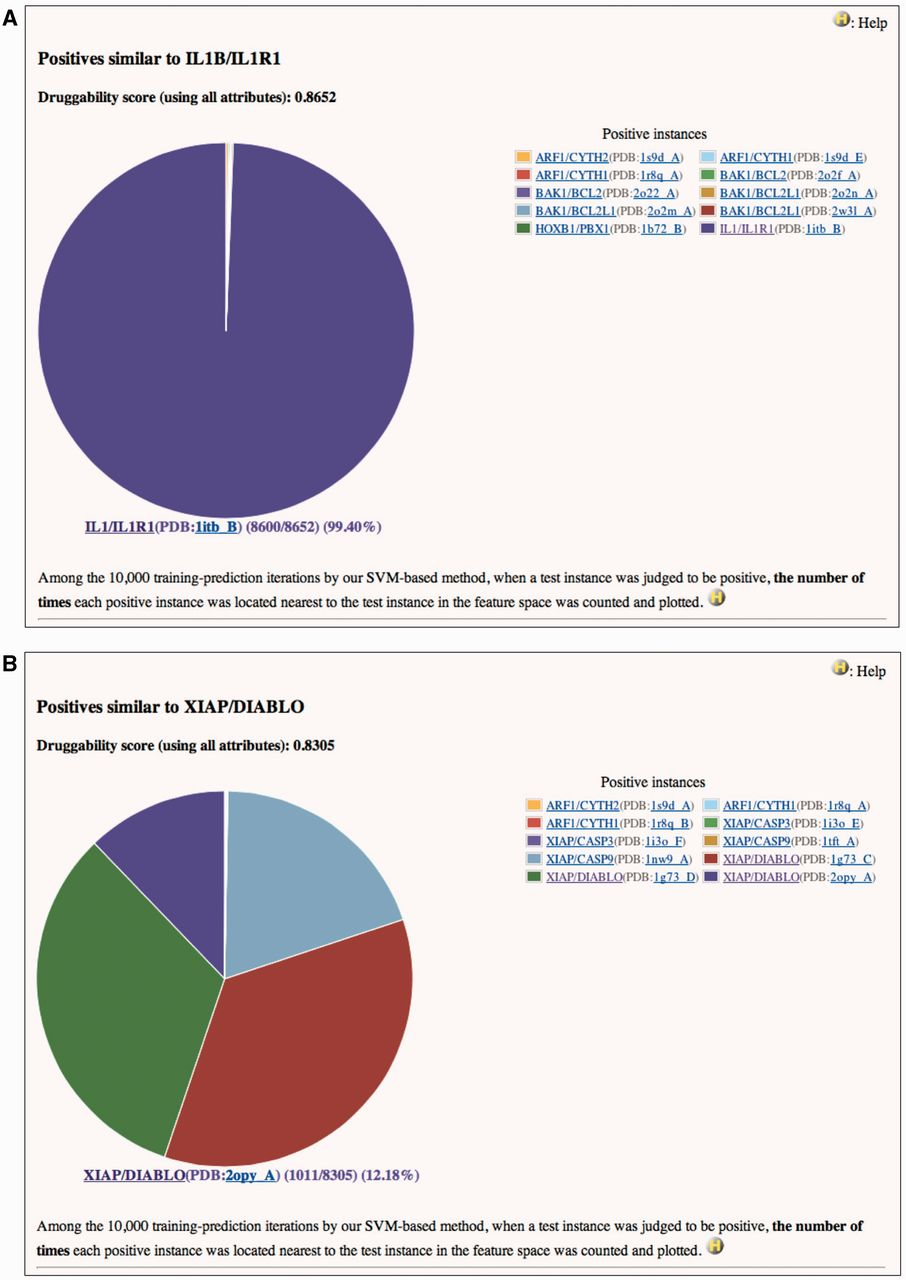 A
H: Help
Positives similar to IL1B/IL1R1
Druggability score (using all attributes): 0.8652
Positive instances
ARF1/CYTH2(PDB:1s9d_A) ARF1/CYTH1(PDB:1s9d_E)
ARF1/CYTH1(PDB:1r8q_A) BAK1/BCL2(PDB:2o2f_A)
BAK1/BCL2(PDB:2o22_A) BAK1/BCL2L1(PDB:2o2n_A)
BAK1/BCL2L1(PDB:2o2m_A) BAK1/BCL2L1(PDB:2w3l_A)
HOXB1/PBX1(PDB:1b72_B) IL1/IL1R1(PDB:1itb_B)
IL1/IL1R1(PDB:1itb_B) (8600/8652) (99.40%)
Among the 10,000 training-prediction iterations by our SVM-based method, when a test instance was judged to be positive, the number of
times each positive instance was located nearest to the test instance in the feature space was counted and plotted. H
B
H: Help
Positives similar to XIAP/DIABLO
Druggability score (using all attributes): 0.8305
Positive instances
ARF1/CYTH2(PDB:1s9d_A) ARF1/CYTH1(PDB:1r8q_A)
ARF1/CYTH1(PDB:1r8q_B) XIAP/CASP3(PDB:1i3o_E)
XIAP/CASP3(PDB:1i3o_F) XIAP/CASP9(PDB:1tft_A)
XIAP/CASP9(PDB:1nw9_A) XIAP/DIABLO(PDB:1g73_C)
XIAP/DIABLO(PDB:1g73_D) XIAP/DIABLO(PDB:2opy_A)
XIAP/DIABLO(PDB:2opy_A) (1011/8305) (12.18%)
Among the 10,000 training-prediction iterations by our SVM-based method, when a test instance was judged to be positive, the number of
times each positive instance was located nearest to the test instance in the feature space was counted and plotted. H